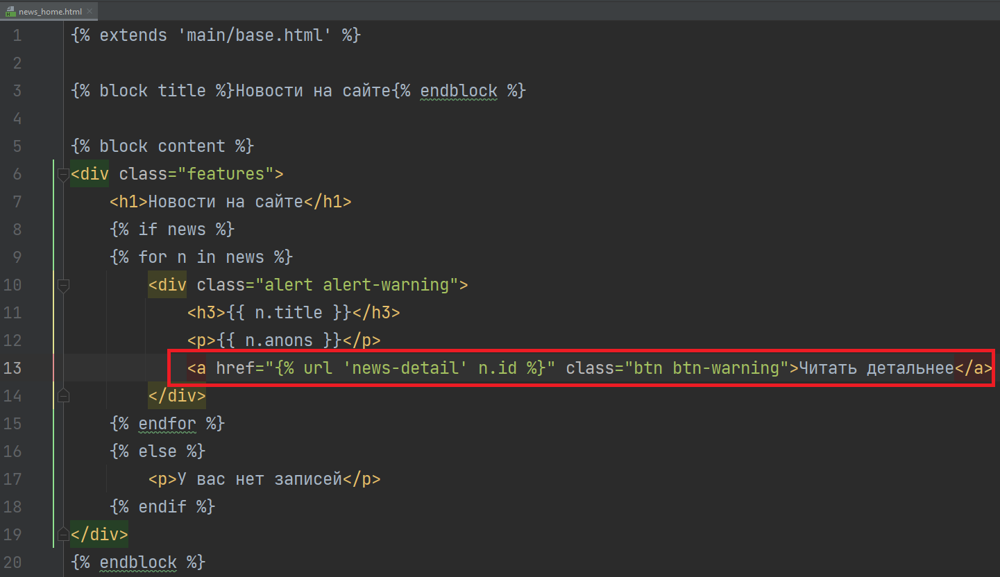 news_home.html
1 {% extends 'main/base.html' %}
2
3 {% block title %}Новости на сайте{% endblock %}
4
5 {% block content %}
6 <div class="features">
7 <h1>Новости на сайте</h1>
8 {% if news %}
9 {% for n in news %}
10 <div class="alert alert-warning">
11 <h3>{{ n.title }}</h3>
12 <p>{{ n.anons }}</p>
13 <a href="{% url 'news-detail' n.id %}" class="btn btn-warning">Читать детальнее</a>
14 </div>
15 {% endfor %}
16 {% else %}
17 <p>У вас нет записей</p>
18 {% endif %}
19 </div>
20 {% endblock %}